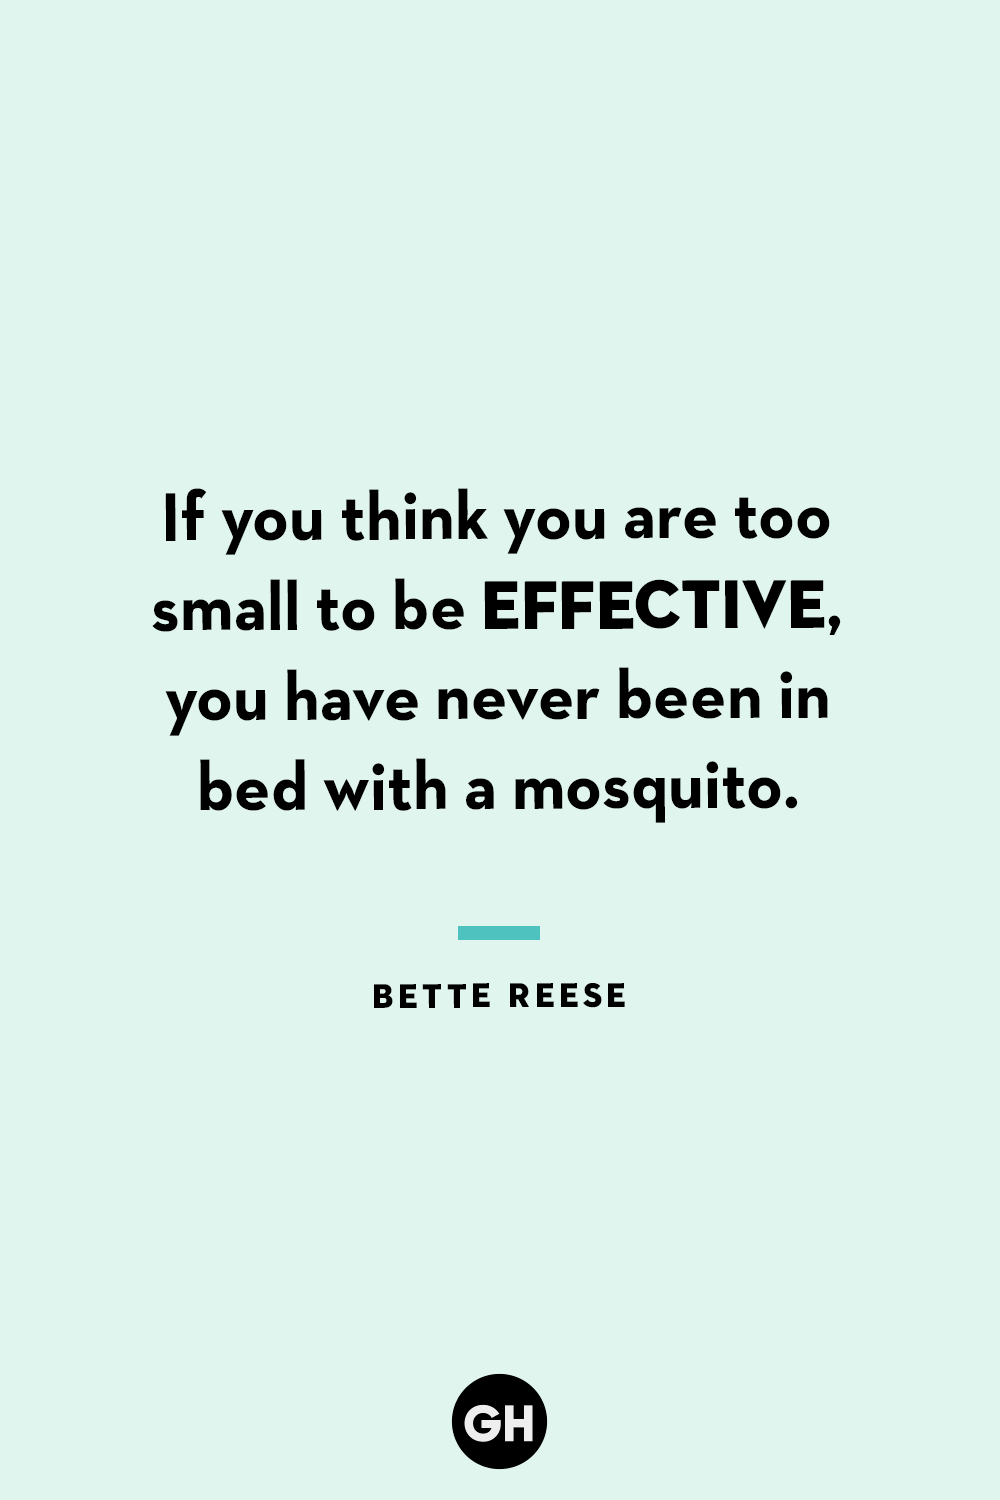 If you think you are too
small to be EFFECTIVE,
you have never been in
bed with a mosquito.
BETTE REESE
GH